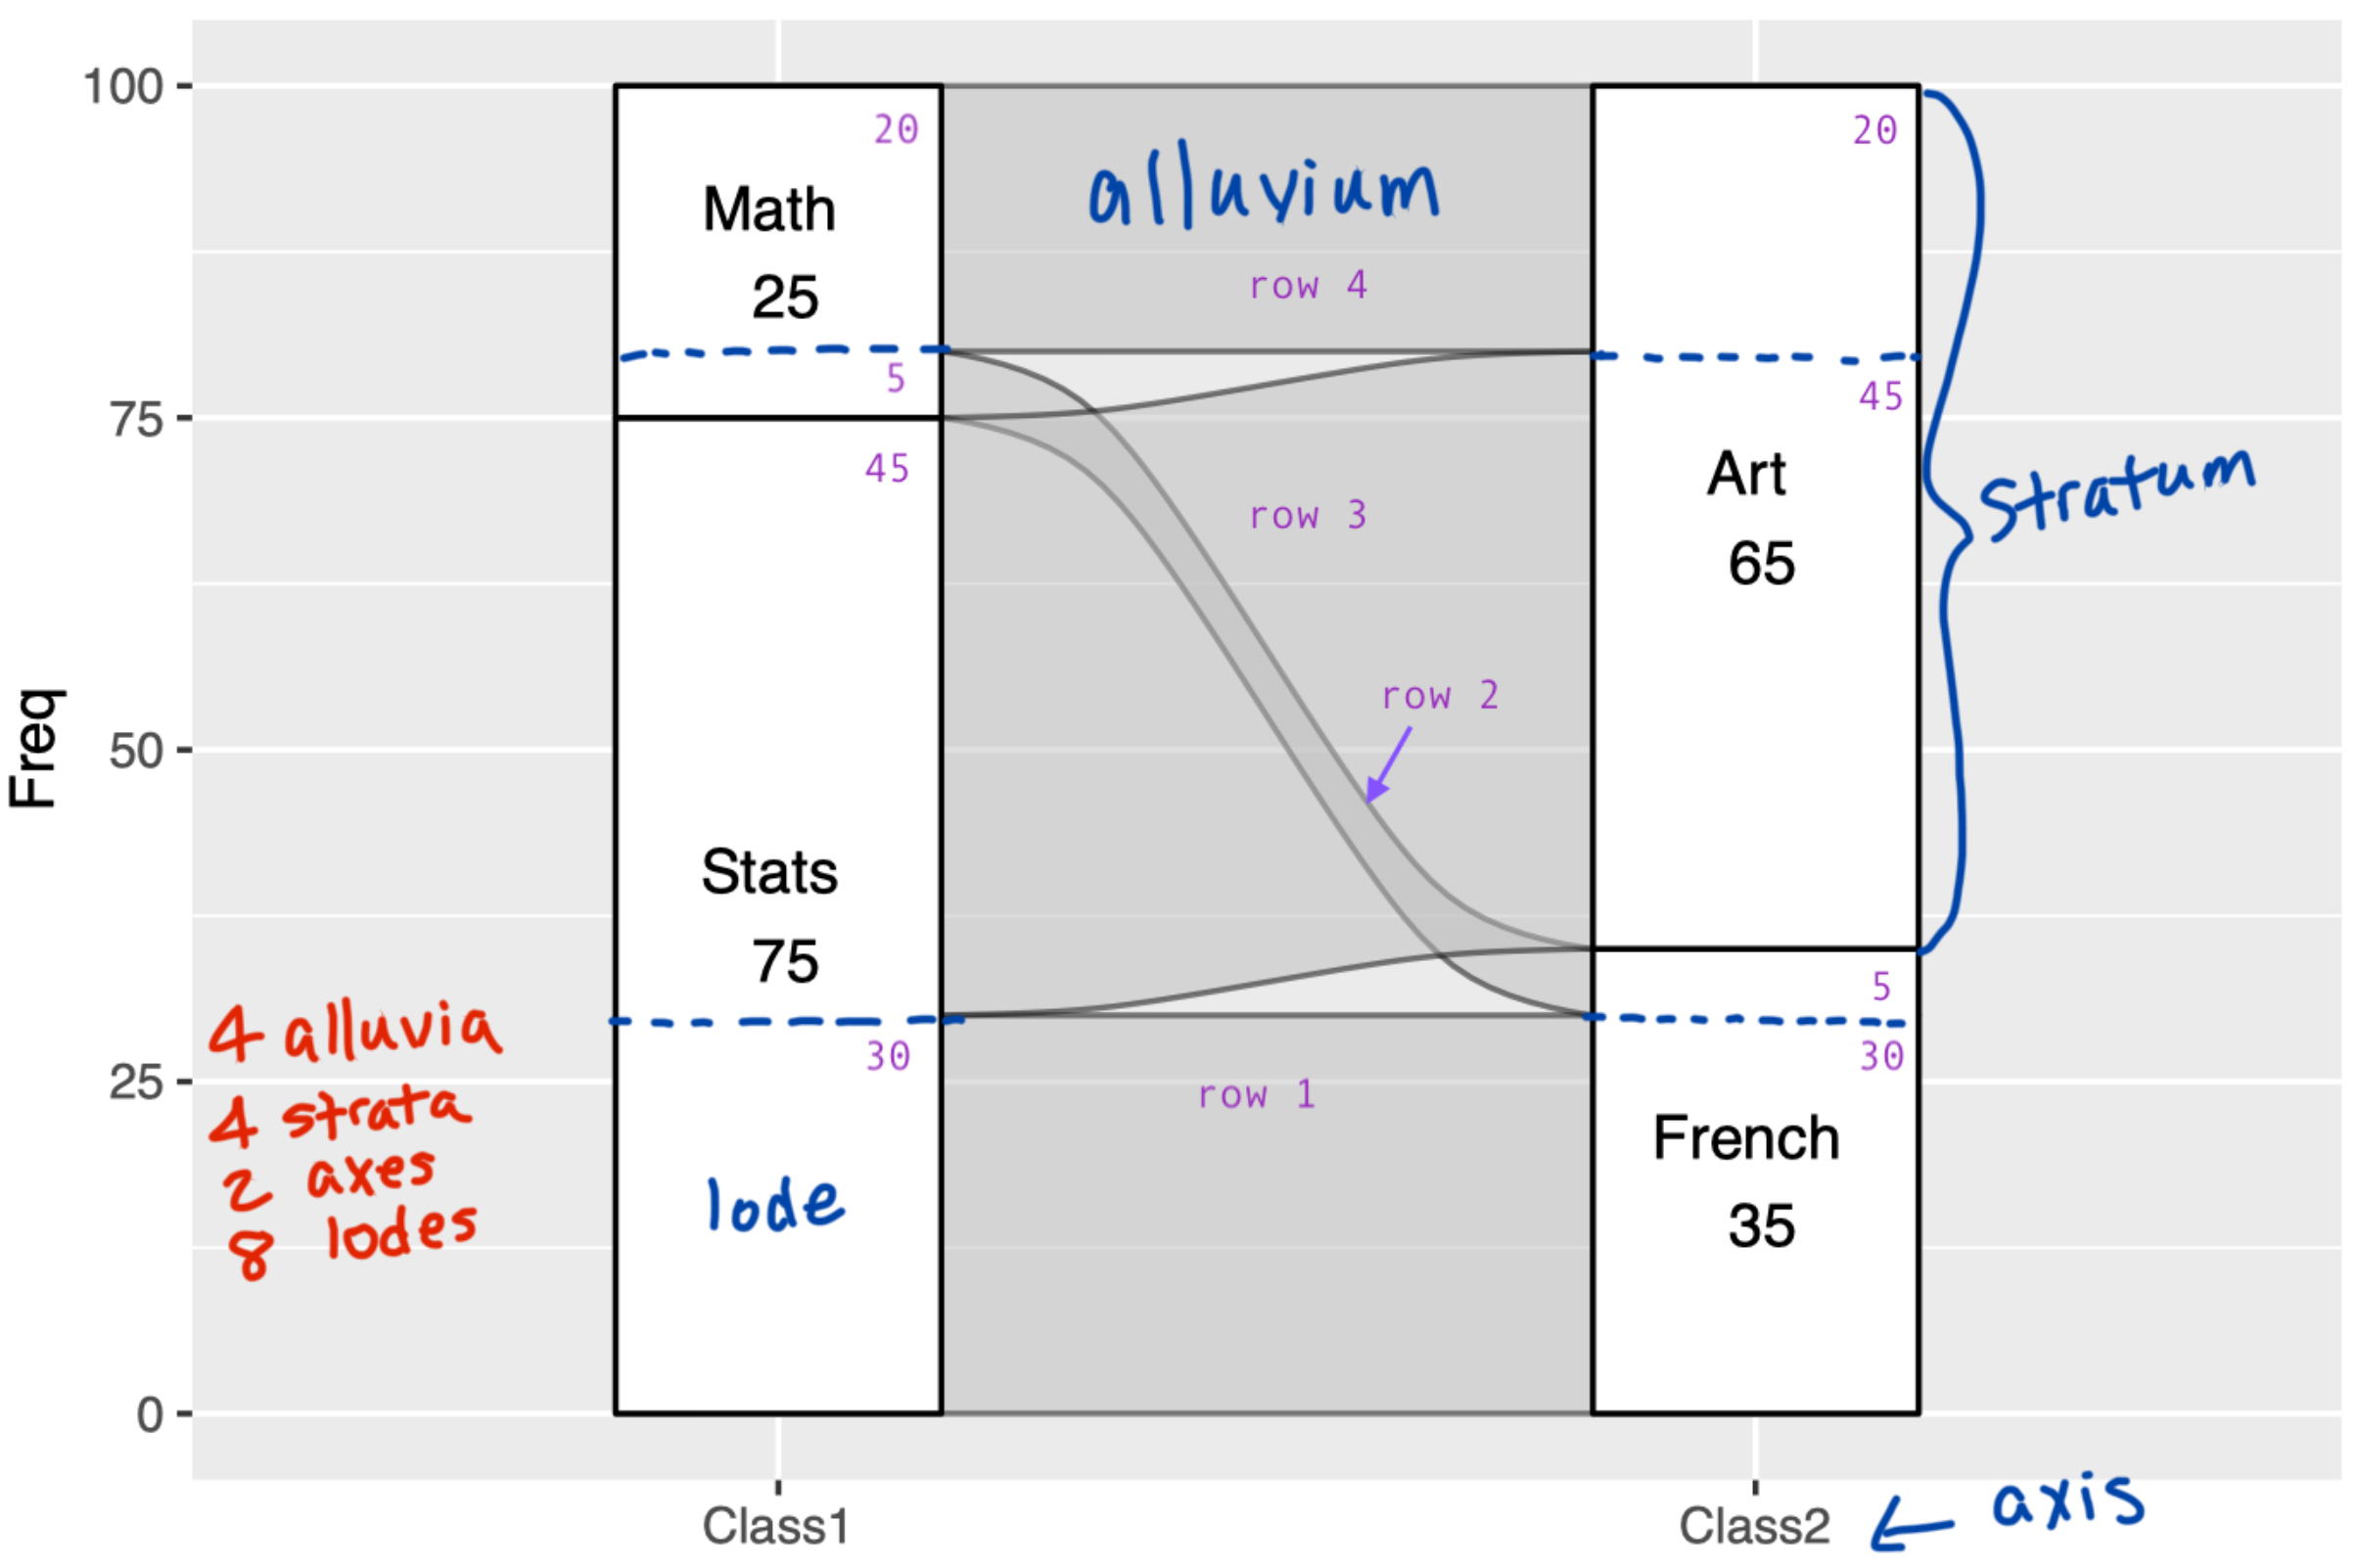 100
20
20
alluvium
Math
25
row 4
5
45
75
45
Art
65
Stratum
row 3
row 2
50
Freq
Stats
75
5
4 alluvia
30
30
25
row 1
4 strata
2 axes
8 lodes
lode
French
35
0
Class1
Class2
axis